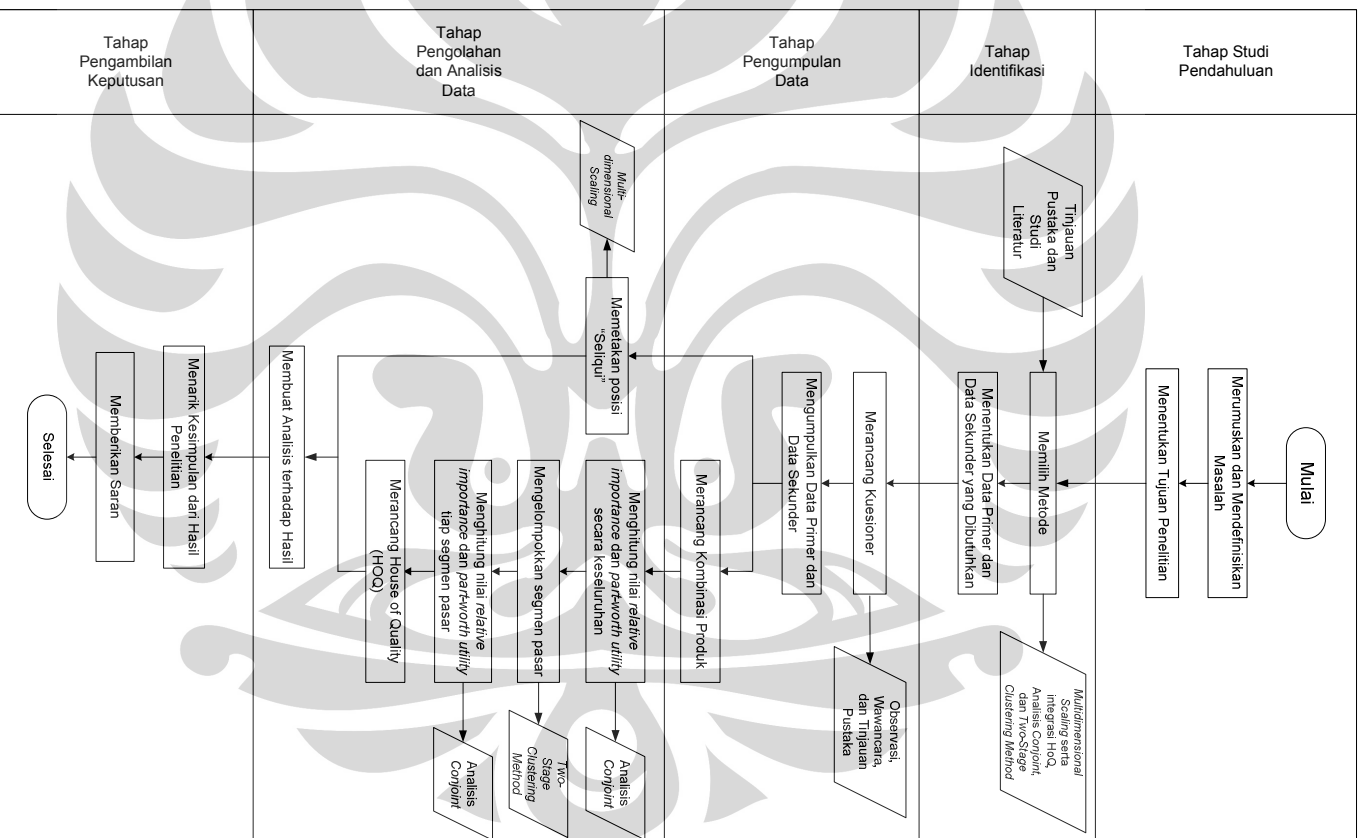 Tahap Studi
Pendahuluan
Mulai
Merumuskan dan Mendefinisikan
Masalah
Menentukan Tujuan Penelitian
Tahap
Identifikasi
Tinjauan
Pustaka dan
Studi
Literatur
Memilih Metode
Multidimensional
Scaling serta
integrasi HoQ,
Analisis Conjoint,
dan Two-Stage
Clustering Method
Menentukan Data Primer dan
Data Sekunder yang Dibutuhkan
Tahap
Pengumpulan
Data
Merancang Kuesioner
Observasi,
Wawancara,
dan Tinjauan
Pustaka
Mengumpulkan Data Primer dan
Data Sekunder
Merancang Kombinasi Produk
Tahap
Pengolahan
dan Analisis
Data
Memetakan posisi
"Seliqui"
Multi-
dimensional
Scaling
Menghitung nilai relative
importance dan part-worth utility
secara keseluruhan
Analisis
Conjoint
Mengelompokkan segmen pasar
Two-
Stage
Clustering
Method
Menghitung nilai relative
importance dan part-worth utility
tiap segmen pasar
Analisis
Conjoint
Merancang House of Quality
(HOQ)
Membuat Analisis terhadap Hasil
Tahap
Pengambilan
Keputusan
Menarik Kesimpulan dari Hasil
Penelitian
Memberikan Saran
Selesai